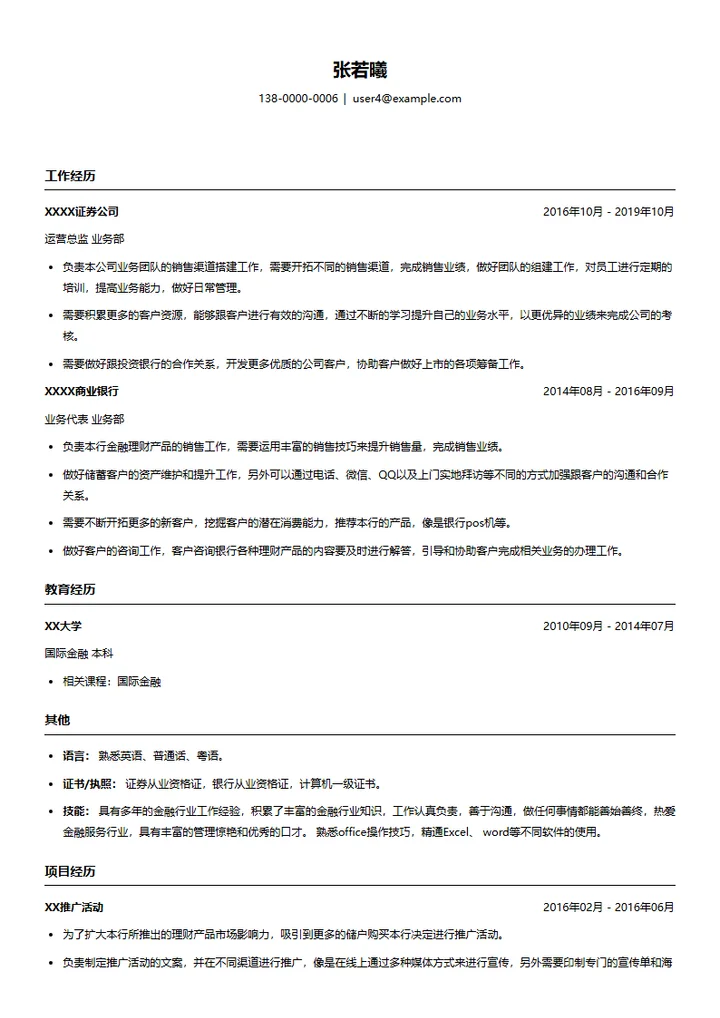 张若曦
138-0000-0006 | user4@example.com
工作经历
XXXX证券公司 2016年10月 - 2019年10月
运营总监 业务部
• 负责本公司业务团队的销售渠道搭建工作，需要开拓不同的销售渠道，完成销售业绩，做好团队的组建工作，对员工进行定期的
培训，提高业务能力，做好日常管理。
• 需要积累更多的客户资源，能够跟客户进行有效的沟通，通过不断的学习提升自己的业务水平，以更优异的业绩来完成公司的考
核。
• 需要做好跟投资银行的合作关系，开发更多优质的公司客户，协助客户做好上市的各项筹备工作。
XXXX商业银行 2014年08月 - 2016年09月
业务代表 业务部
• 负责本行金融理财产品的销售工作，需要运用丰富的销售技巧来提升销售量，完成销售业绩。
• 做好储蓄客户的资产维护和提升工作，另外可以通过电话、微信、QQ以及上门实地拜访等不同的方式加强跟客户的沟通和合作
关系。
• 需要不断开拓更多的新客户，挖掘客户的潜在消费能力，推荐本行的产品，像是银行pos机等。
• 做好客户的咨询工作，客户咨询银行各种理财产品的内容要及时进行解答，引导和协助客户完成相关业务的办理工作。
教育经历
XX大学 2010年09月 - 2014年07月
国际金融 本科
• 相关课程：国际金融
其他
• 语言： 熟悉英语、普通话、粤语。
• 证书/执照： 证券从业资格证，银行从业资格证，计算机一级证书。
• 技能： 具有多年的金融行业工作经验，积累了丰富的金融行业知识，工作认真负责，善于沟通，做任何事情都能善始善终，热爱
金融服务行业，具有丰富的管理惊艳和优秀的口才。 熟悉office操作技巧，精通Excel、 word等不同软件的使用。
项目经历
XX推广活动 2016年02月 - 2016年06月
• 为了扩大本行所推出的理财产品市场影响力，吸引到更多的储户购买本行决定进行推广活动。
• 负责制定推广活动的文案，并在不同渠道进行推广，像是在线上通过多种媒体方式来进行宣传，另外需要印制专门的宣传单和海